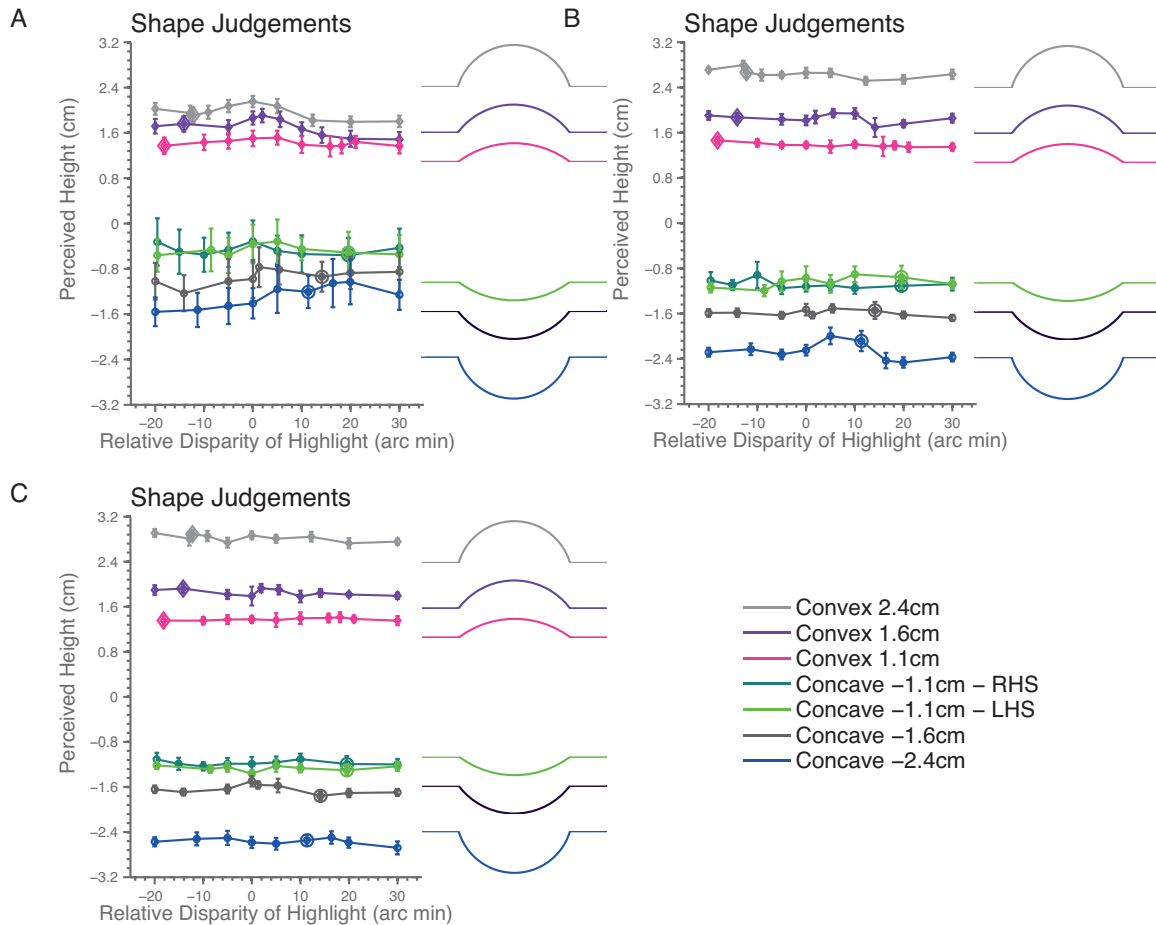 A
Shape Judgements
3.2
2.4
1.6
0.8
0
−0.8
−1.6
−2.4
−3.2
Perceived Height (cm)
−20 −10 0 10 20 30
Relative Disparity of Highlight (arc min)
B
Shape Judgements
3.2
2.4
1.6
0.8
0
−0.8
−1.6
−2.4
−3.2
Perceived Height (cm)
−20 −10 0 10 20 30
Relative Disparity of Highlight (arc min)
C
Shape Judgements
3.2
2.4
1.6
0.8
0
−0.8
−1.6
−2.4
−3.2
Perceived Height (cm)
−20 −10 0 10 20 30
Relative Disparity of Highlight (arc min)
Convex 2.4cm
Convex 1.6cm
Convex 1.1cm
Concave −1.1cm − RHS
Concave −1.1cm − LHS
Concave −1.6cm
Concave −2.4cm